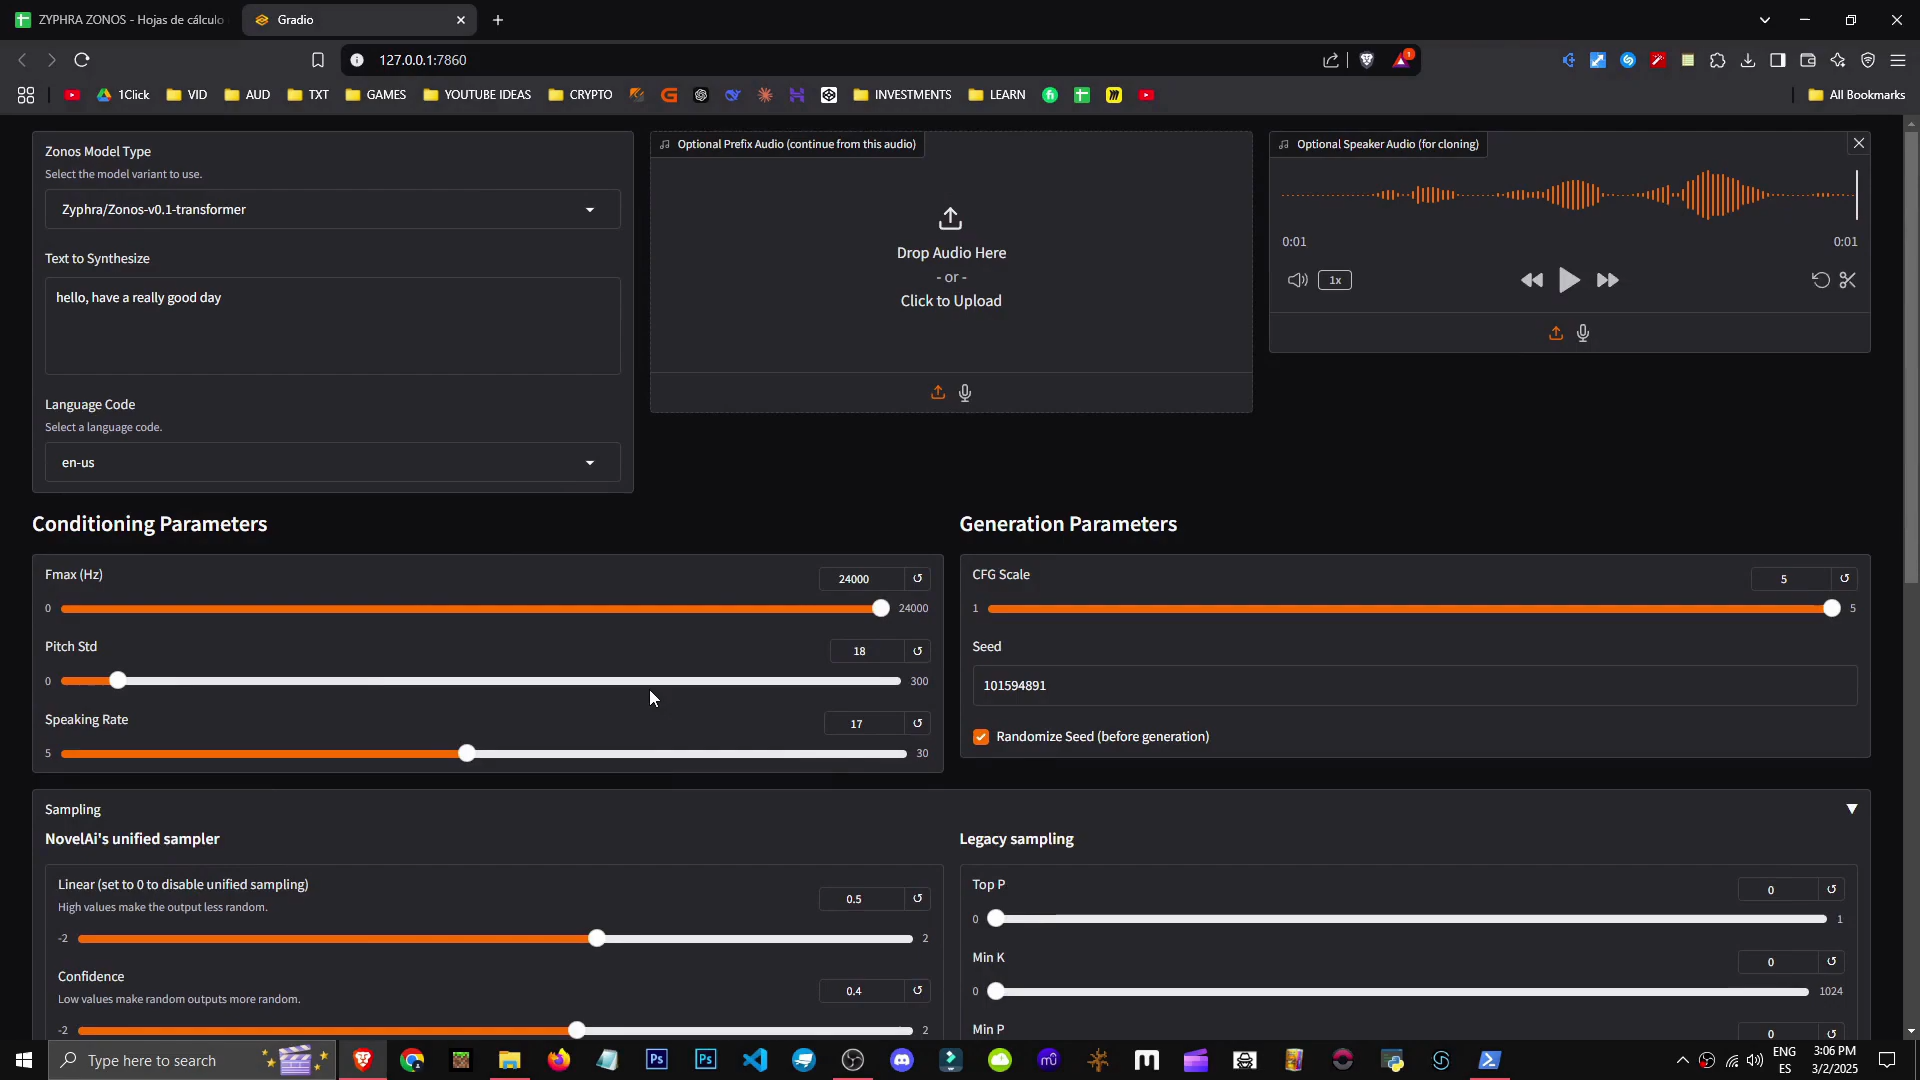 ZYPHRA ZONOS - Hojas de cálculo
Gradio
127.0.0.1:7860
1
1Click
VID
AUD
TXT
GAMES
YOUTUBE IDEAS
CRYPTO
INVESTMENTS
LEARN
All Bookmarks
Zonos Model Type
Select the model variant to use.
Zyphra/Zonos-v0.1-transformer
Text to Synthesize
hello, have a really good day
Language Code
Select a language code.
en-us
Optional Prefix Audio (continue from this audio)
Drop Audio Here
- or -
Click to Upload
Optional Speaker Audio (for cloning)
0:01
0:01
1x
Conditioning Parameters
Fmax (Hz)
24000
0
24000
Pitch Std
18
0
300
Speaking Rate
17
5
30
Generation Parameters
CFG Scale
5
1
5
Seed
101594891
Randomize Seed (before generation)
Sampling
NovelAi's unified sampler
Linear (set to 0 to disable unified sampling)
High values make the output less random.
0.5
-2
2
Confidence
Low values make random outputs more random.
0.4
-2
2
Legacy sampling
Top P
0
0
1
Min K
0
0
1024
Min P
0
Type here to search
Ps
Ps
ENG
ES
3:06 PM
3/2/2025